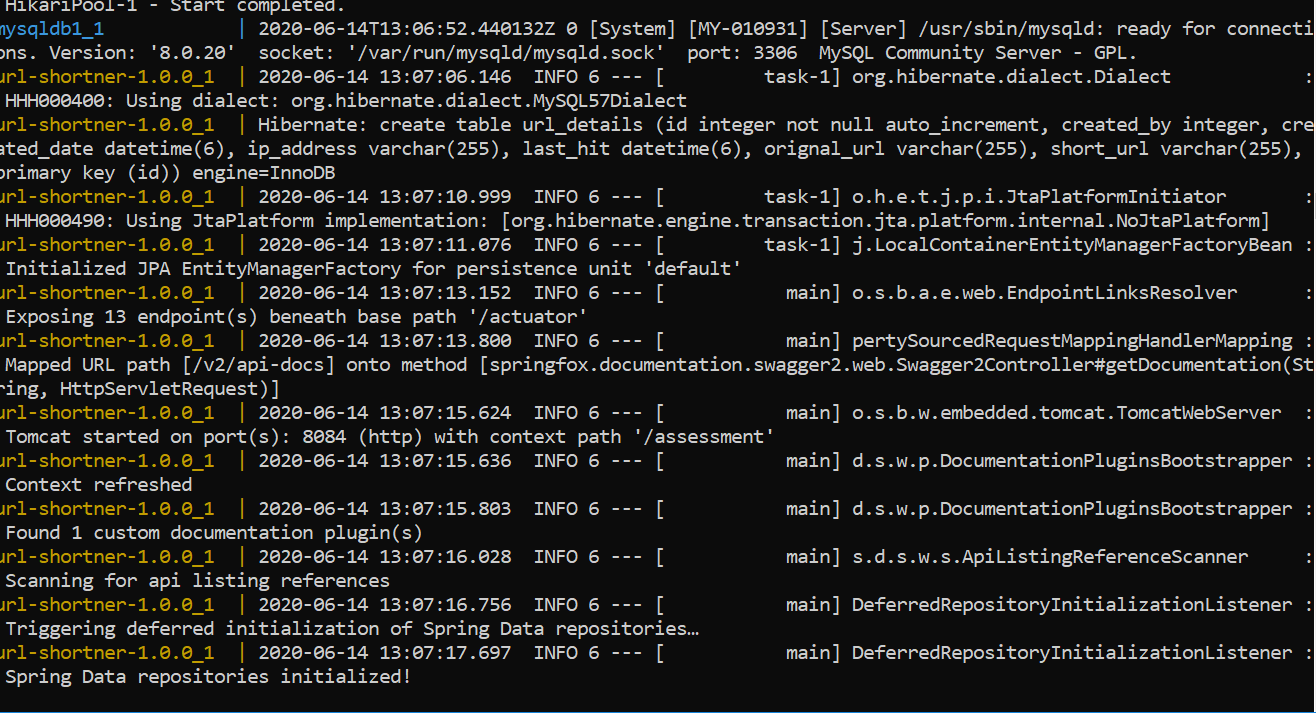 HikariPool-1 - Start completed.
mysqldb1_1            | 2020-06-14T13:06:52.440132Z 0 [System] [MY-010931] [Server] /usr/sbin/mysqld: ready for connecti
ons. Version: '8.0.20'  socket: '/var/run/mysqld/mysqld.sock'  port: 3306  MySQL Community Server - GPL.
url-shortner-1.0.0_1  | 2020-06-14 13:07:06.146  INFO 6 --- [         task-1] org.hibernate.dialect.Dialect            :
HHH000400: Using dialect: org.hibernate.dialect.MySQL57Dialect
url-shortner-1.0.0_1  | Hibernate: create table url_details (id integer not null auto_increment, created_by integer, cre
ated_date datetime(6), ip_address varchar(255), last_hit datetime(6), orignal_url varchar(255), short_url varchar(255),
primary key (id)) engine=InnoDB
url-shortner-1.0.0_1  | 2020-06-14 13:07:10.999  INFO 6 --- [         task-1] o.h.e.t.j.p.i.JtaPlatformInitiator       :
HHH000490: Using JtaPlatform implementation: [org.hibernate.engine.transaction.jta.platform.internal.NoJtaPlatform]
url-shortner-1.0.0_1  | 2020-06-14 13:07:11.076  INFO 6 --- [         task-1] j.LocalContainerEntityManagerFactoryBean :
Initialized JPA EntityManagerFactory for persistence unit 'default'
url-shortner-1.0.0_1  | 2020-06-14 13:07:13.152  INFO 6 --- [           main] o.s.b.a.e.web.EndpointLinksResolver      :
Exposing 13 endpoint(s) beneath base path '/actuator'
url-shortner-1.0.0_1  | 2020-06-14 13:07:13.800  INFO 6 --- [           main] pertySourcedRequestMappingHandlerMapping :
Mapped URL path [/v2/api-docs] onto method [springfox.documentation.swagger2.web.Swagger2Controller#getDocumentation(St
ring, HttpServletRequest)]
url-shortner-1.0.0_1  | 2020-06-14 13:07:15.624  INFO 6 --- [           main] o.s.b.w.embedded.tomcat.TomcatWebServer  :
Tomcat started on port(s): 8084 (http) with context path '/assessment'
url-shortner-1.0.0_1  | 2020-06-14 13:07:15.636  INFO 6 --- [           main] d.s.w.p.DocumentationPluginsBootstrapper :
Context refreshed
url-shortner-1.0.0_1  | 2020-06-14 13:07:15.803  INFO 6 --- [           main] d.s.w.p.DocumentationPluginsBootstrapper :
Found 1 custom documentation plugin(s)
url-shortner-1.0.0_1  | 2020-06-14 13:07:16.028  INFO 6 --- [           main] s.d.s.w.s.ApiListingReferenceScanner     :
Scanning for api listing references
url-shortner-1.0.0_1  | 2020-06-14 13:07:16.756  INFO 6 --- [           main] DeferredRepositoryInitializationListener :
Triggering deferred initialization of Spring Data repositories…
url-shortner-1.0.0_1  | 2020-06-14 13:07:17.697  INFO 6 --- [           main] DeferredRepositoryInitializationListener :
Spring Data repositories initialized!